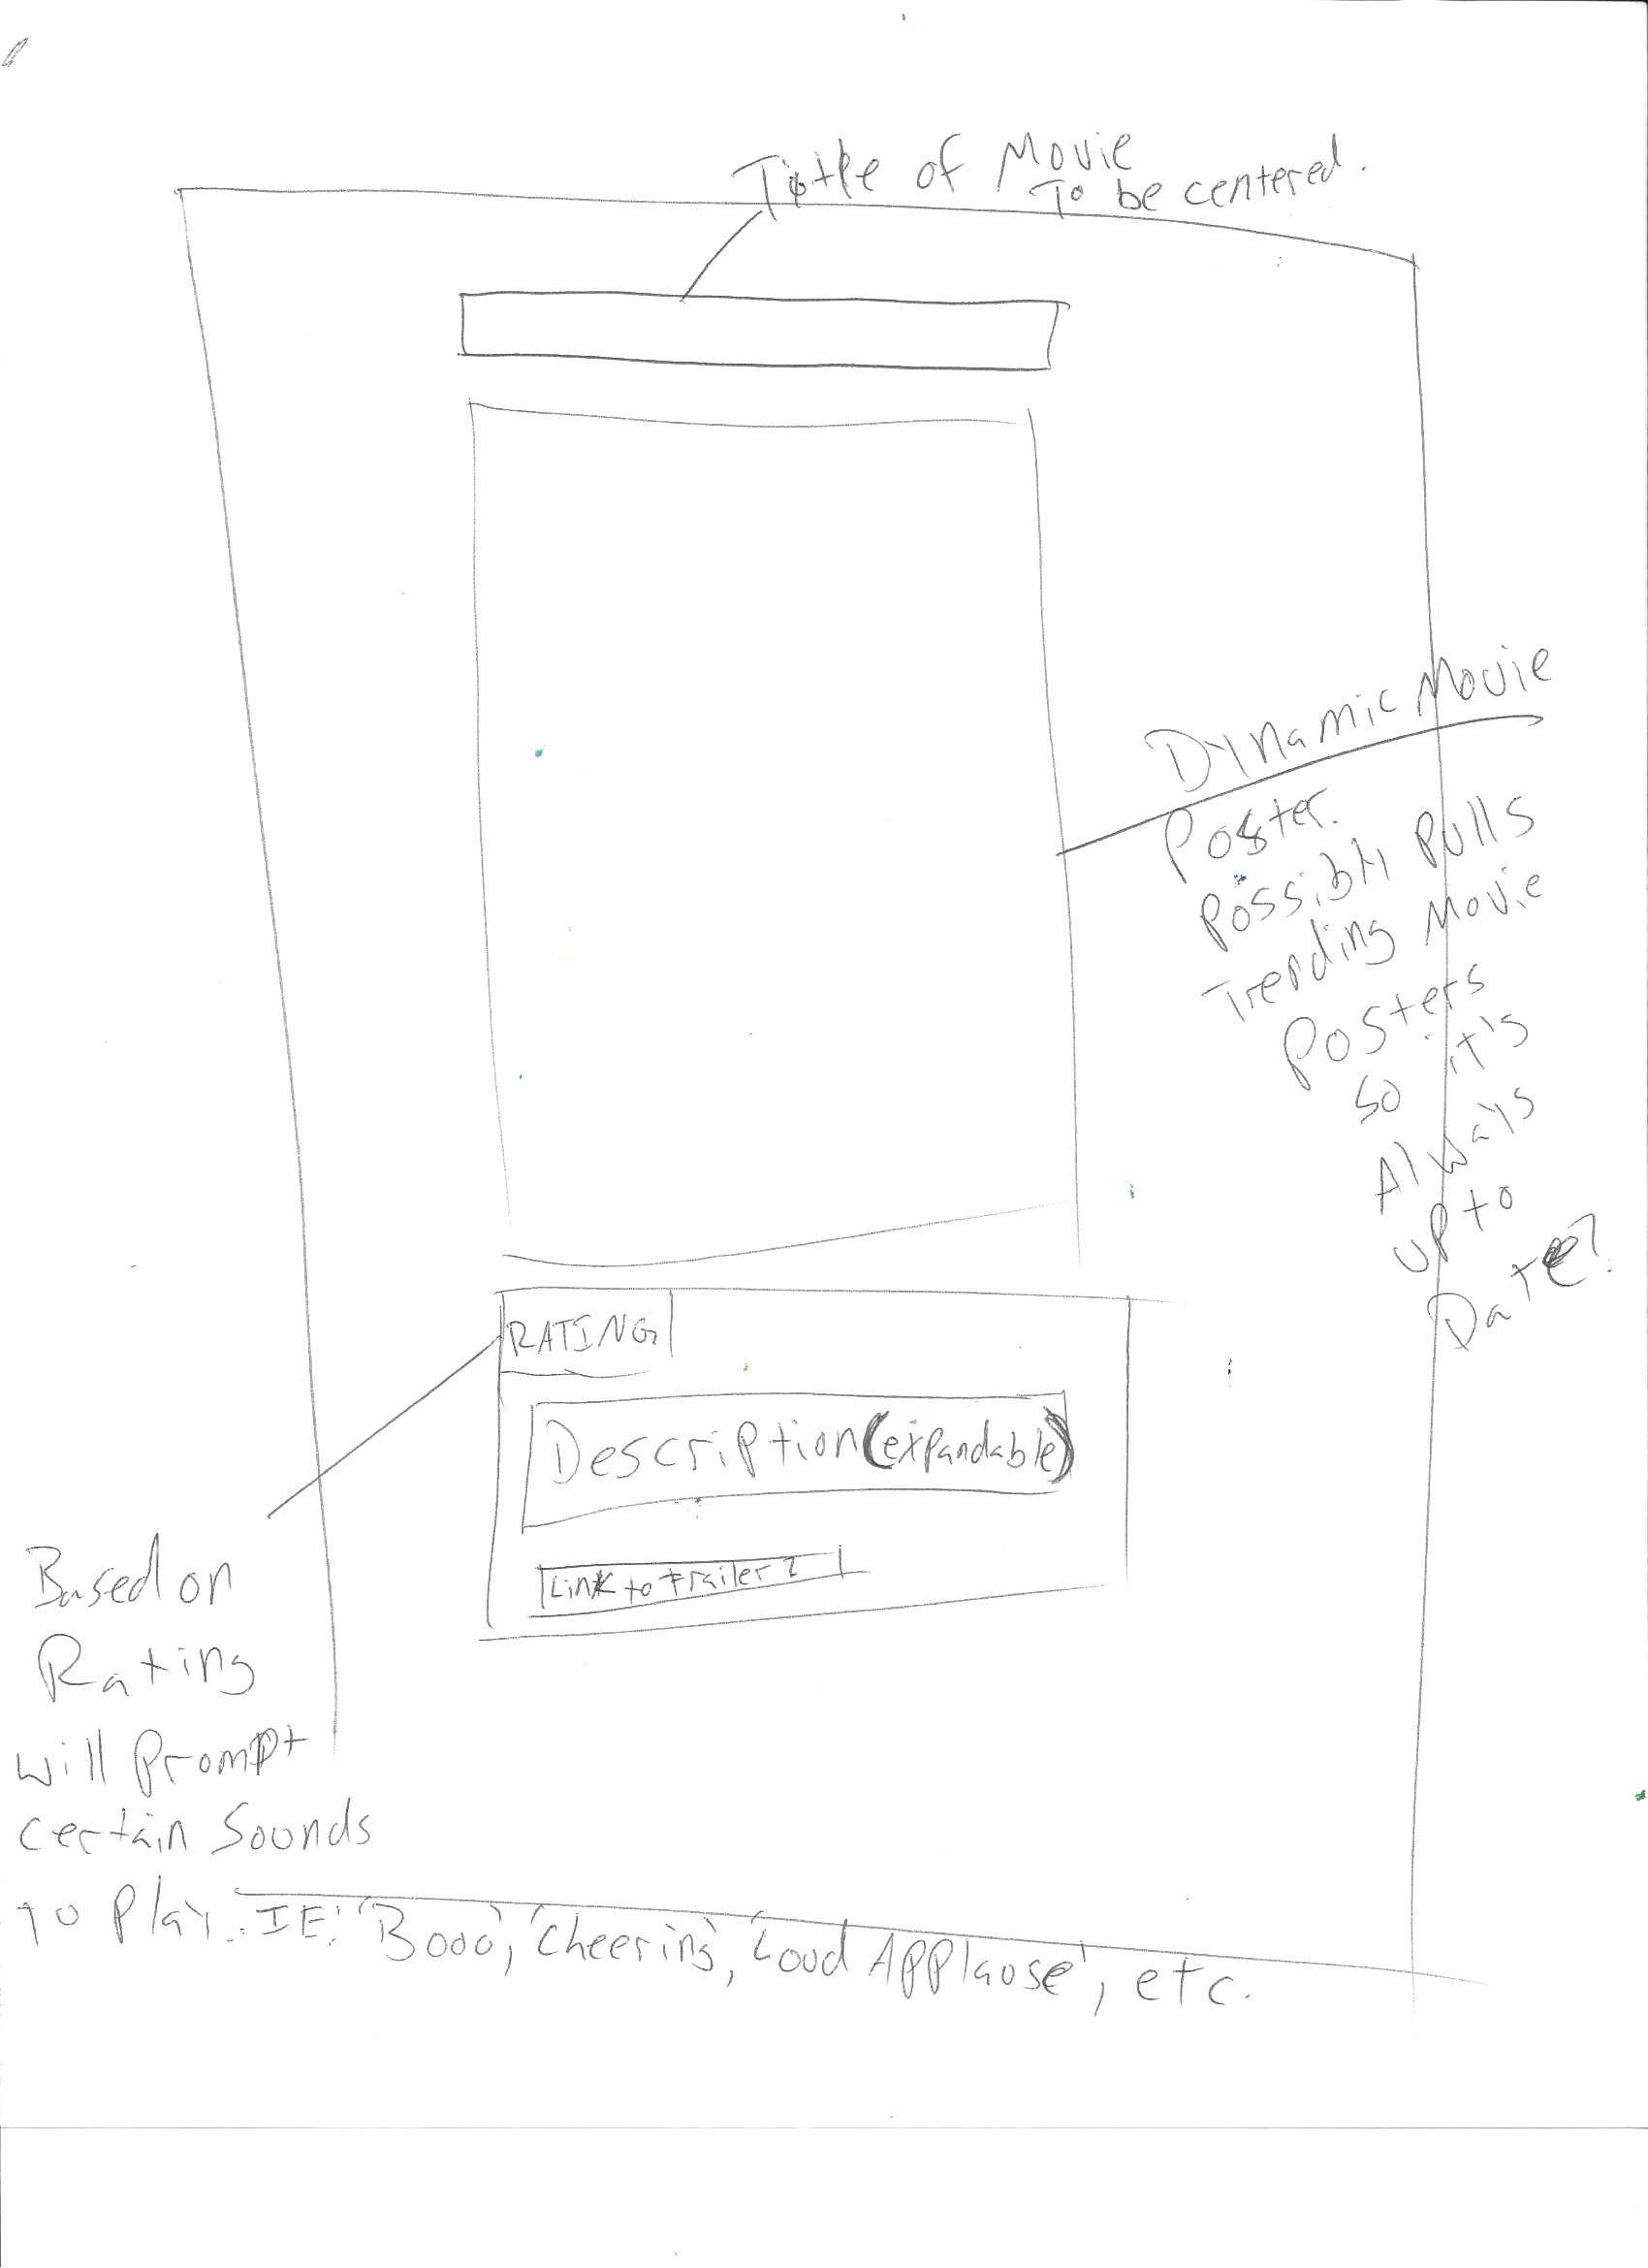 Title of Movie
To be centered.
Dynamic Movie
Poster.
Possibly Pulls
Trending Movie
Posters
so it's
Always
up to
Date?
RATING
Description (expandable)
Link to trailer?
Based on
Rating
will prompt
certain sounds
to play... IE: 'Booo', 'cheering', 'Loud Applause', etc.